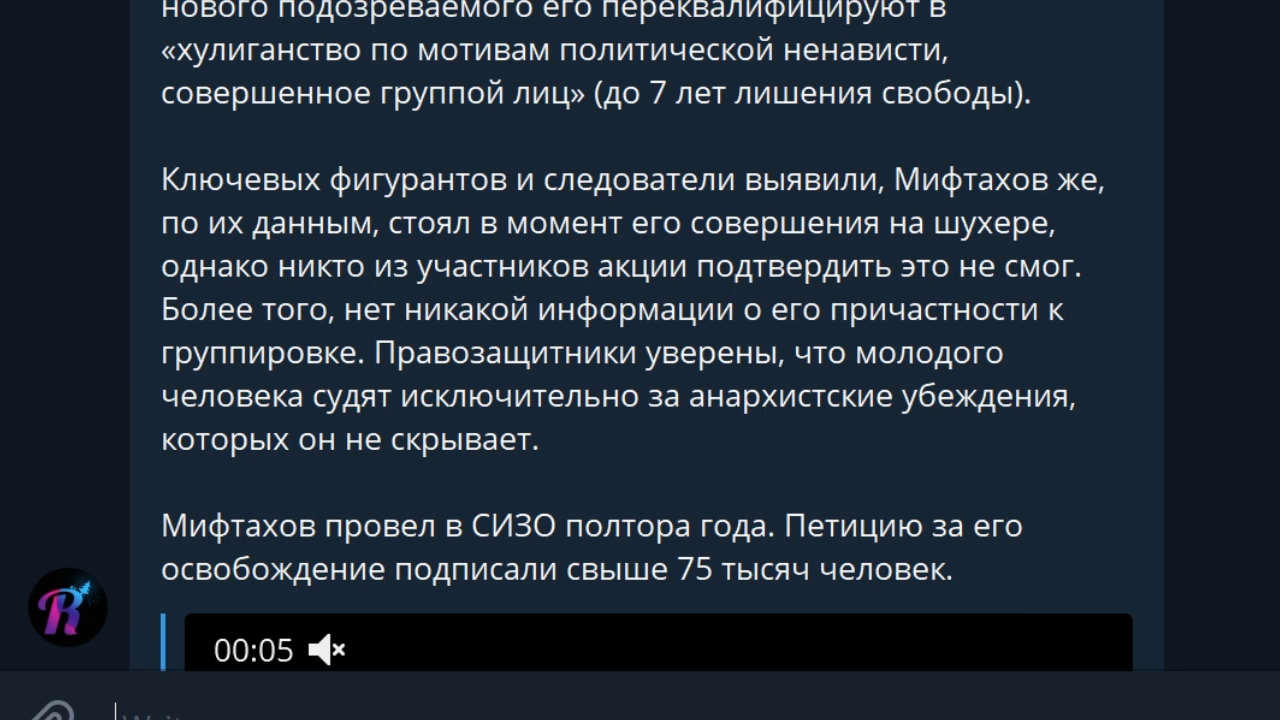 нового подозреваемого его переквалифицируют в
«хулиганство по мотивам политической ненависти,
совершенное группой лиц» (до 7 лет лишения свободы).
Ключевых фигурантов и следователи выявили, Мифтахов же,
по их данным, стоял в момент его совершения на шухере,
однако никто из участников акции подтвердить это не смог.
Более того, нет никакой информации о его причастности к
группировке. Правозащитники уверены, что молодого
человека судят исключительно за анархистские убеждения,
которых он не скрывает.
Мифтахов провел в СИЗО полтора года. Петицию за его
освобождение подписали свыше 75 тысяч человек.
R
00:05